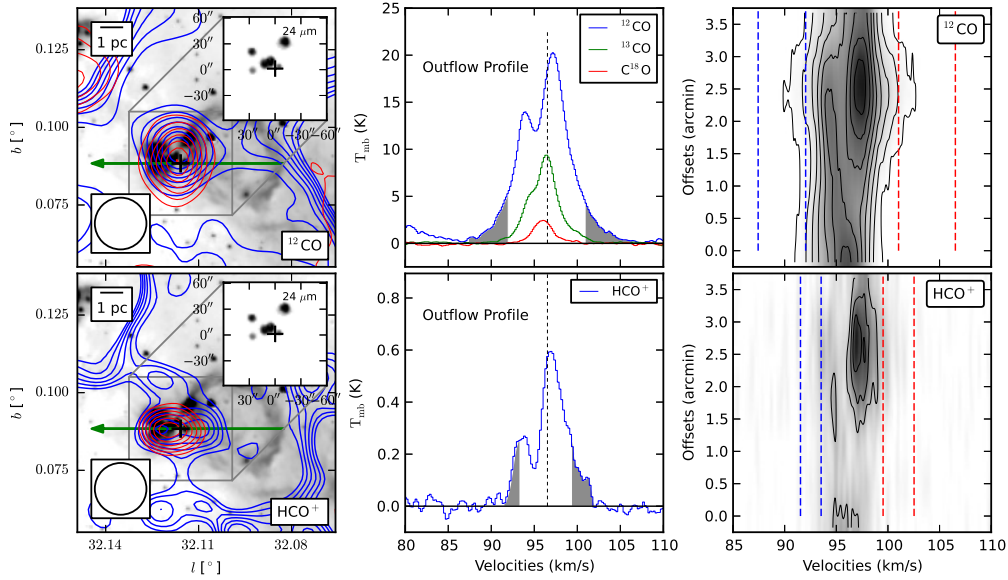 1 pc
24 μm
60″
30″
0″
−30″
30″ 0″ −30″ −60″
0.125
0.100
0.075
b [°]
¹²CO
25
20
15
10
5
0
T_mb (K)
Outflow Profile
¹²CO
¹³CO
C¹⁸O
¹²CO
3.5
3.0
2.5
2.0
1.5
1.0
0.5
0.0
Offsets (arcmin)
1 pc
24 μm
60″
30″
0″
−30″
30″ 0″ −30″ −60″
0.125
0.100
0.075
b [°]
HCO⁺
32.14 32.11 32.08
l [°]
0.8
0.6
0.4
0.2
0.0
T_mb (K)
Outflow Profile
HCO⁺
80 85 90 95 100 105 110
Velocities (km/s)
HCO⁺
3.5
3.0
2.5
2.0
1.5
1.0
0.5
0.0
Offsets (arcmin)
85 90 95 100 105 110
Velocities (km/s)